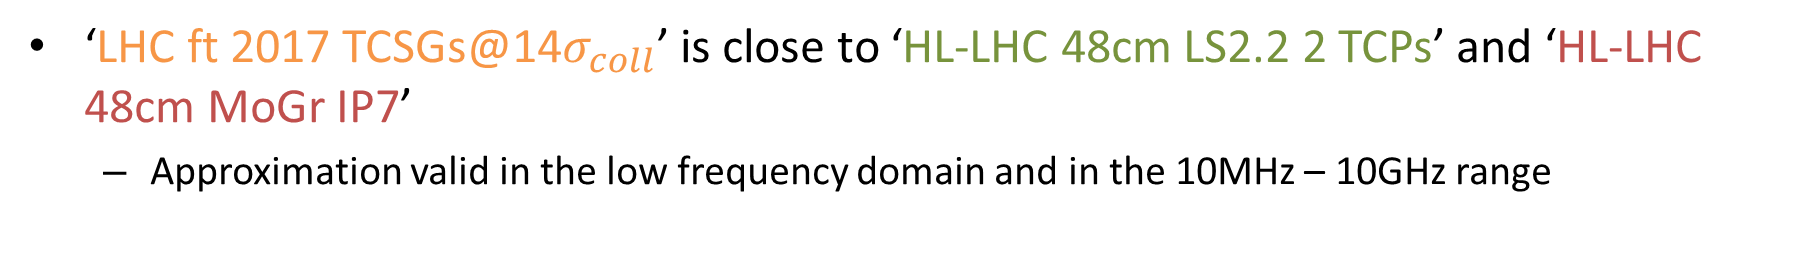 • ‘LHC ft 2017 TCSGs@14𝜎𝑐𝑜𝑙𝑙’ is close to ‘HL-LHC 48cm LS2.2 2 TCPs’ and ‘HL-LHC
48cm MoGr IP7’
– Approximation valid in the low frequency domain and in the 10MHz – 10GHz range